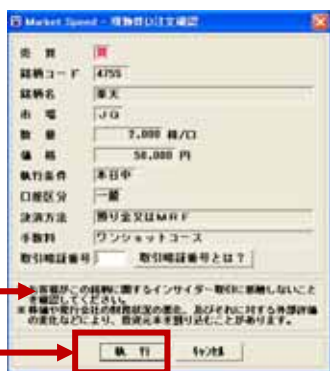 Market Speed - 現物買い注文確認
売 買 買
銘柄コード 4755
銘柄名 楽天
市 場 JQ
数 量 7,000 株/口
価 格 50,000 円
執行条件 本日中
口座区分 一般
決済方法 預り金又はMRF
手数料 ワンショットコース
取引暗証番号 取引暗証番号とは?
お客様がこの銘柄に関するインサイダー取引に抵触しないこと
を確認してください。
※ 株価や発行会社の財務状況の悪化、及びそれに対する外部評価
の変化などにより、投資元本を割り込むことがあります。
執 行 キャンセル